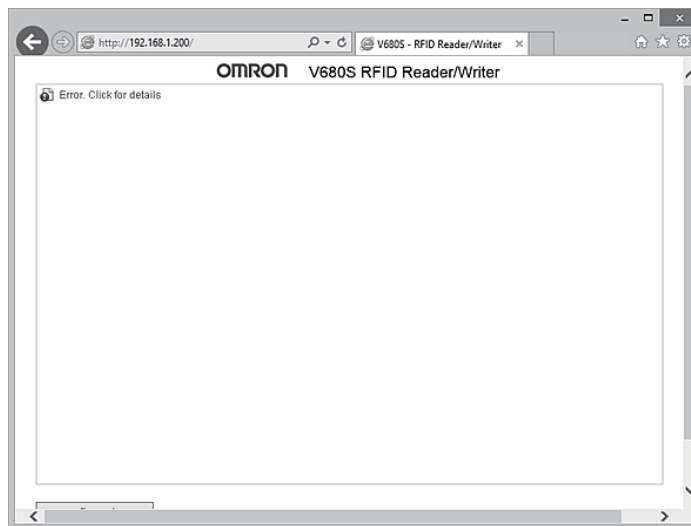 http://192.168.1.200/
V680S - RFID Reader/Writer
OMRON V680S RFID Reader/Writer
Error. Click for details